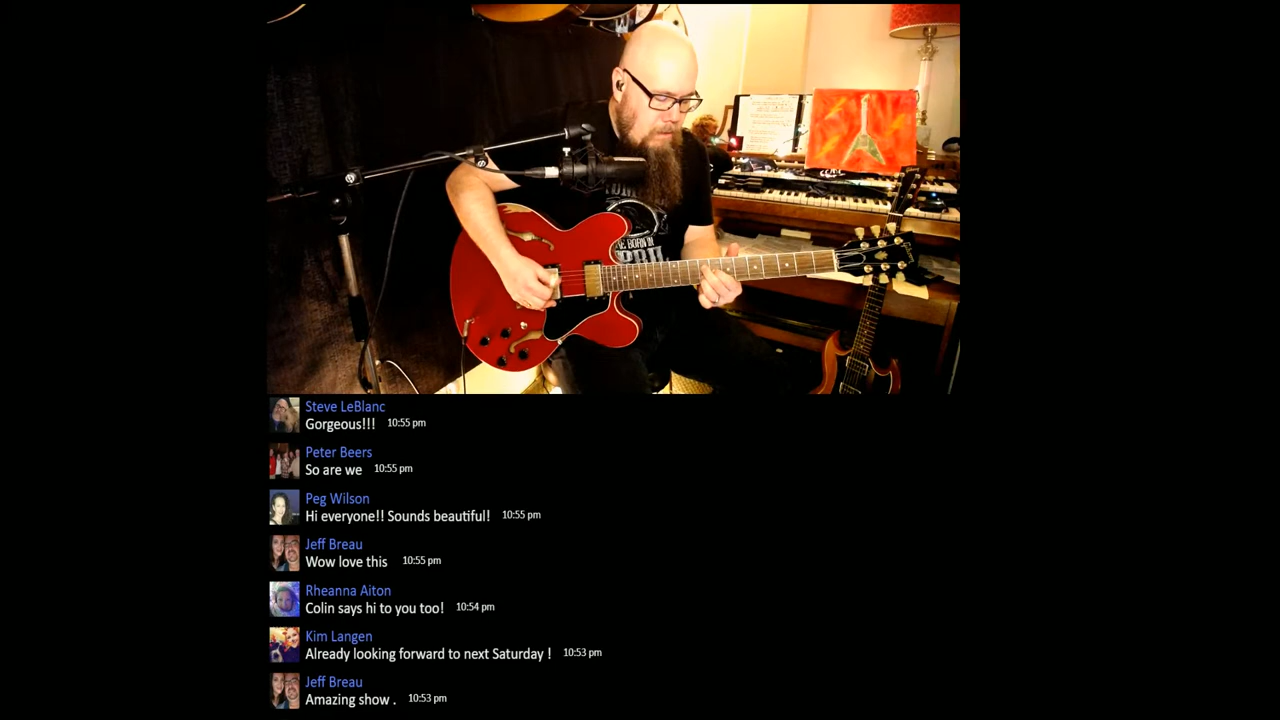 BORN IN
Steve LeBlanc
Gorgeous!!! 10:55 pm
Peter Beers
So are we 10:55 pm
Peg Wilson
Hi everyone!! Sounds beautiful! 10:55 pm
Jeff Breau
Wow love this 10:55 pm
Rheanna Aiton
Colin says hi to you too! 10:54 pm
Kim Langen
Already looking forward to next Saturday ! 10:53 pm
Jeff Breau
Amazing show . 10:53 pm